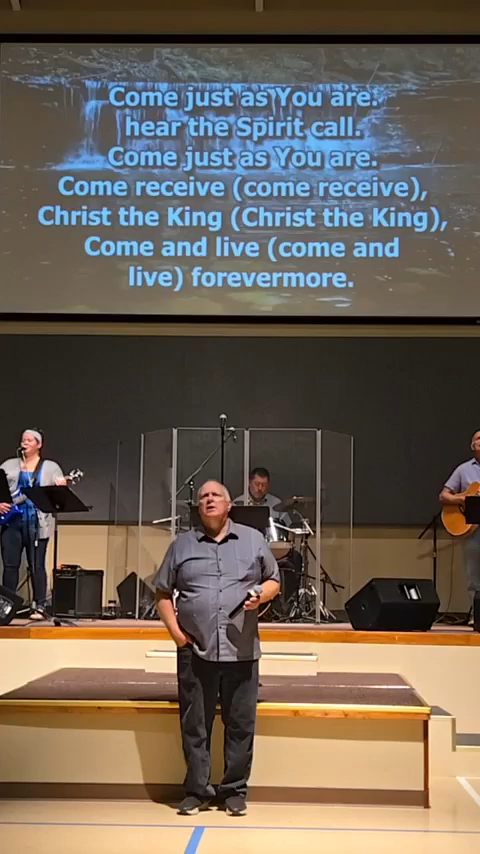 Come just as You are.
hear the Spirit call.
Come just as You are.
Come receive (come receive),
Christ the King (Christ the King),
Come and live (come and
live) forevermore.